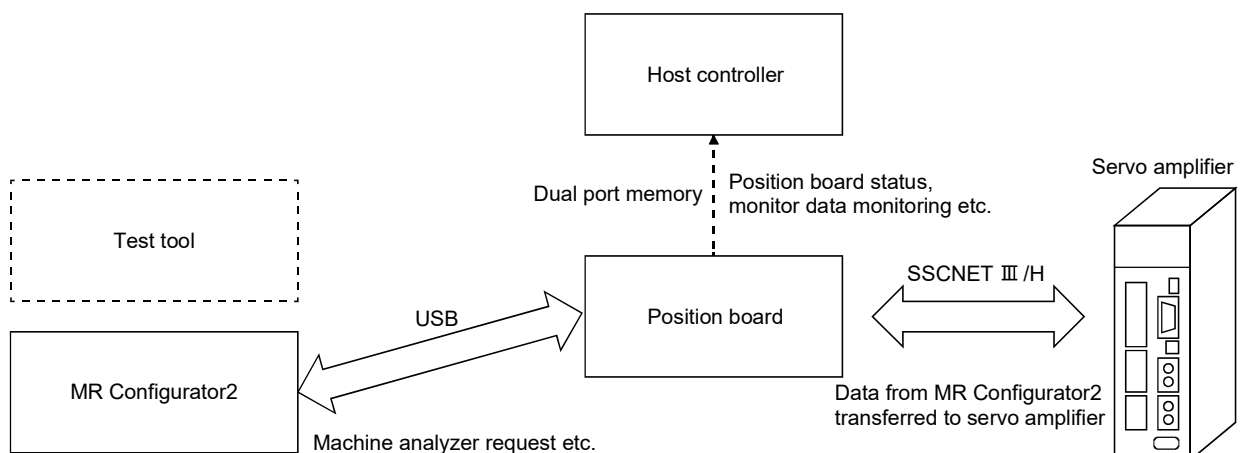 Host controller
Servo amplifier
Dual port memory
Position board status,
monitor data monitoring etc.
Test tool
SSCNET Ⅲ /H
USB
Position board
MR Configurator2
Data from MR Configurator2
transferred to servo amplifier
Machine analyzer request etc.